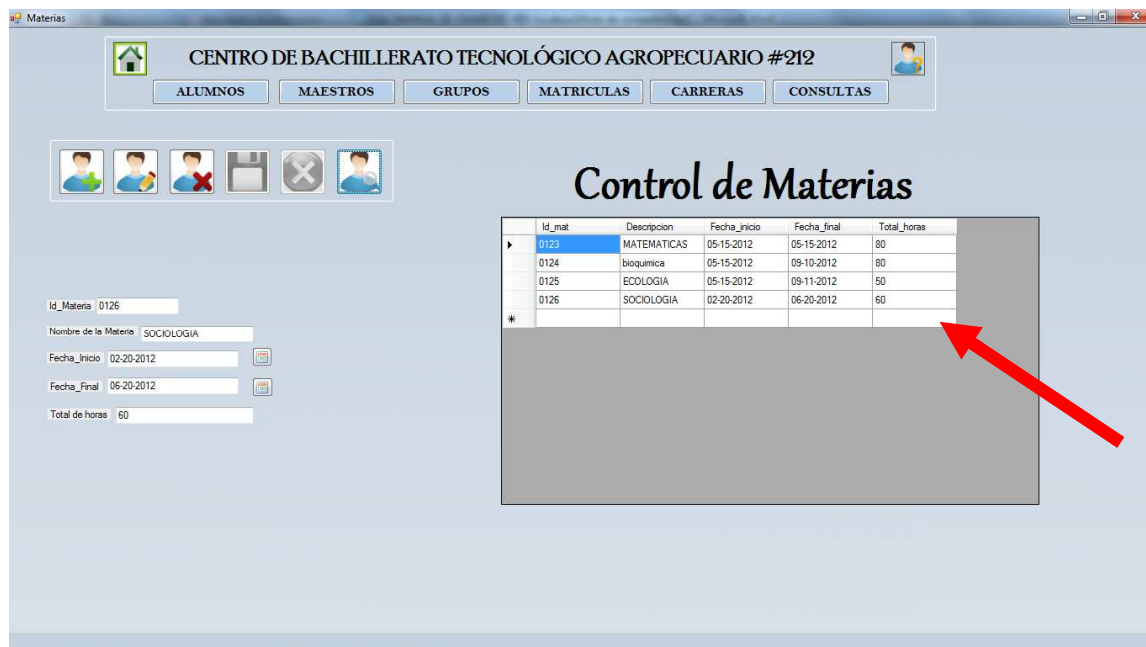 Materias
CENTRO DE BACHILLERATO TECNOLÓGICO AGROPECUARIO #212
ALUMNOS MAESTROS GRUPOS MATRICULAS CARRERAS CONSULTAS
Control de Materias
Id_mat Descripcion Fecha_inicio Fecha_final Total_horas
0123 MATEMATICAS 05-15-2012 05-15-2012 80
0124 bioquimica 05-15-2012 09-10-2012 80
0125 ECOLOGIA 05-15-2012 09-11-2012 50
0126 SOCIOLOGIA 02-20-2012 06-20-2012 60
Id_Materia 0126
Nombre de la Materia SOCIOLOGIA
Fecha_Inicio 02-20-2012
Fecha_Final 06-20-2012
Total de horas 60